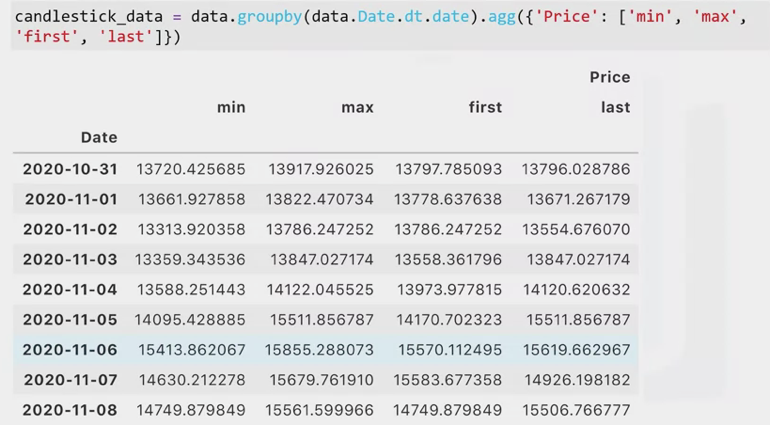 candlestick_data = data.groupby(data.Date.dt.date).agg({'Price': ['min', 'max',
'first', 'last']})
Price
min max first last
Date
2020-10-31 13720.425685 13917.926025 13797.785093 13796.028786
2020-11-01 13661.927858 13822.470734 13778.637638 13671.267179
2020-11-02 13313.920358 13786.247252 13786.247252 13554.676070
2020-11-03 13359.343536 13847.027174 13558.361796 13847.027174
2020-11-04 13588.251443 14122.045525 13973.977815 14120.620632
2020-11-05 14095.428885 15511.856787 14170.702323 15511.856787
2020-11-06 15413.862067 15855.288073 15570.112495 15619.662967
2020-11-07 14630.212278 15679.761910 15583.677358 14926.198182
2020-11-08 14749.879849 15561.599966 14749.879849 15506.766777